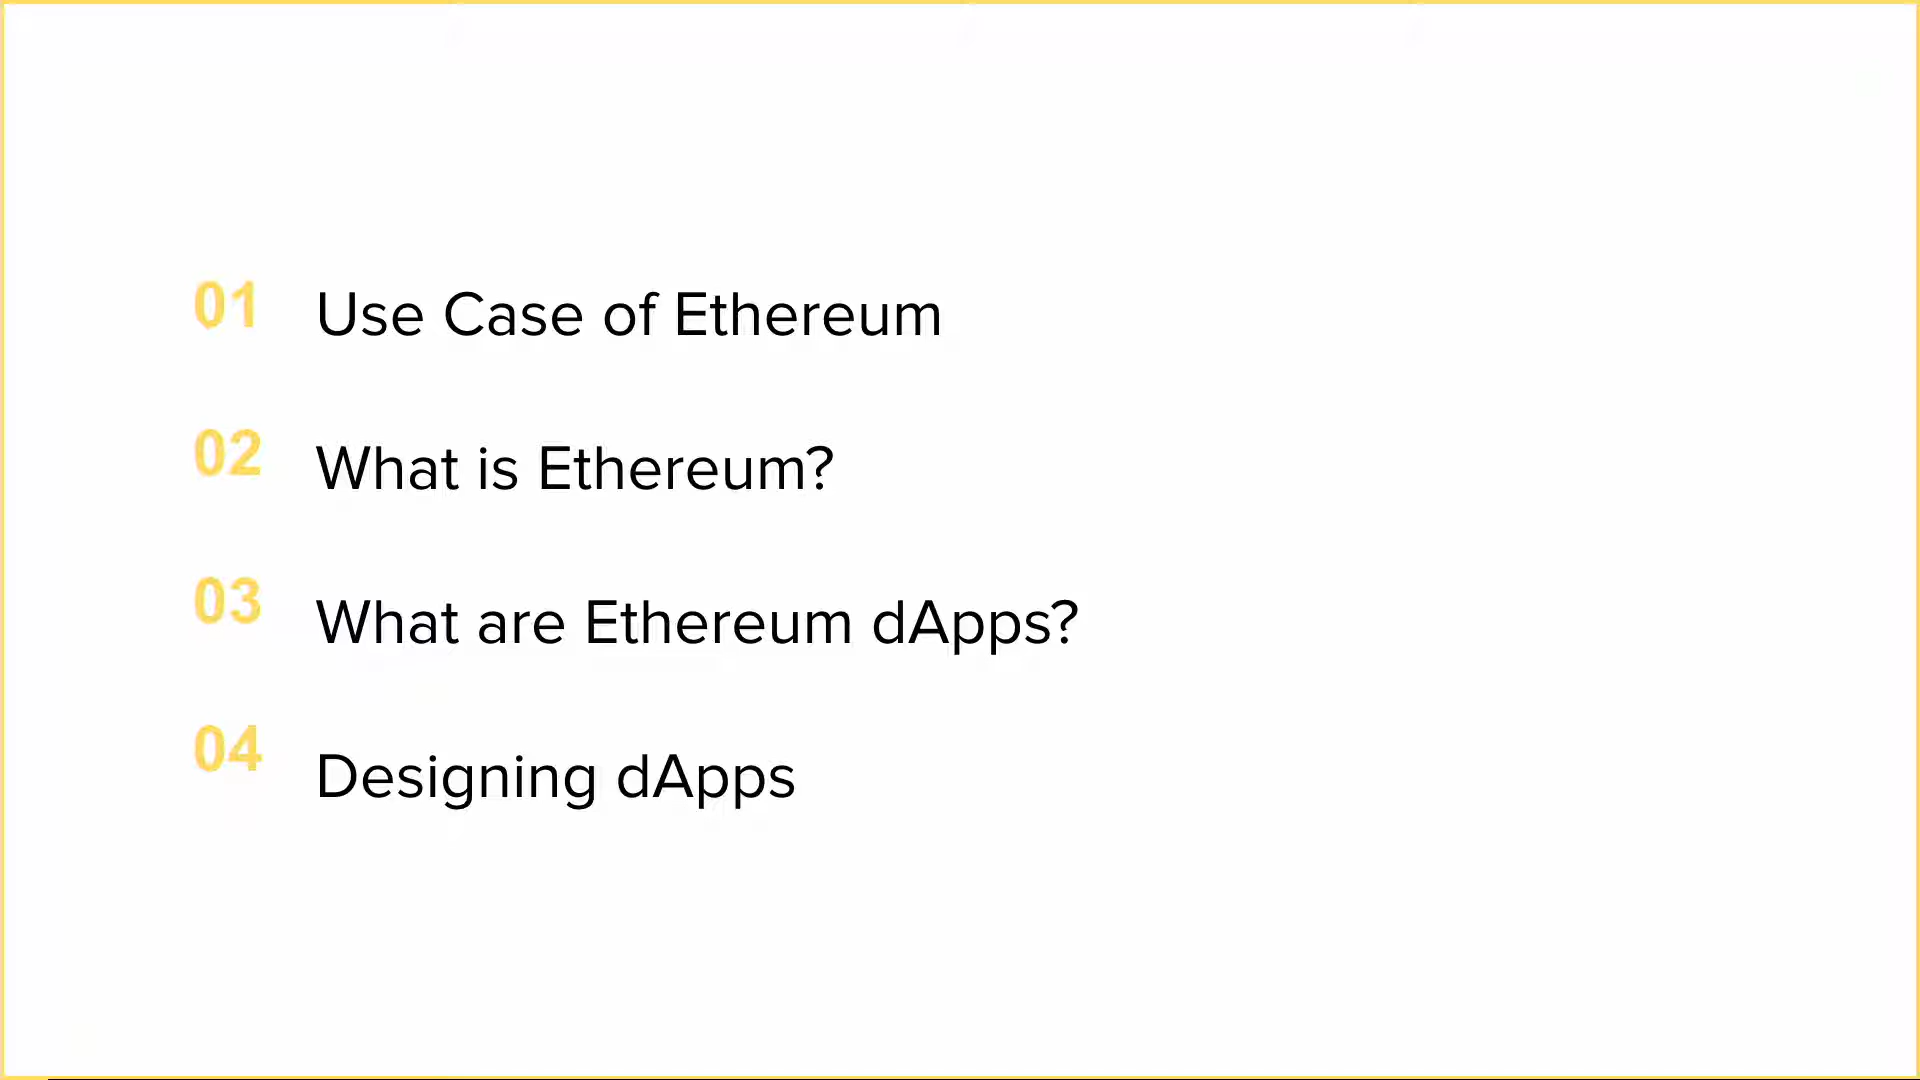 01 Use Case of Ethereum
02 What is Ethereum?
03 What are Ethereum dApps?
04 Designing dApps